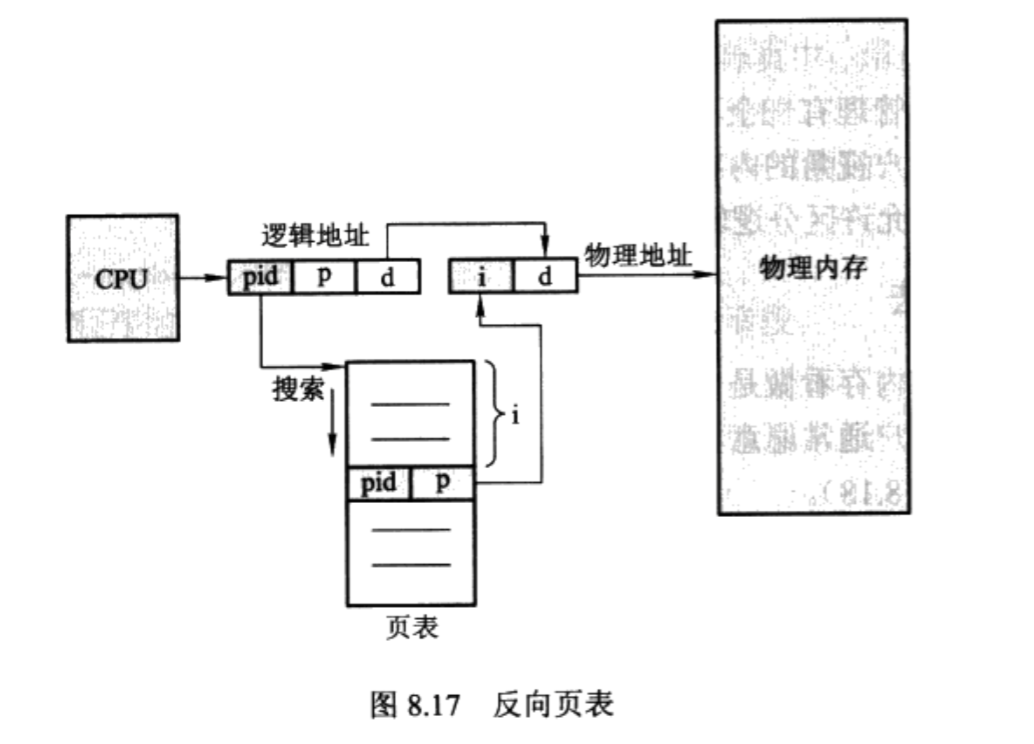 CPU
逻辑地址
pid p d
i d
物理地址
物理内存
搜索
i
pid p
页表
图 8.17 反向页表